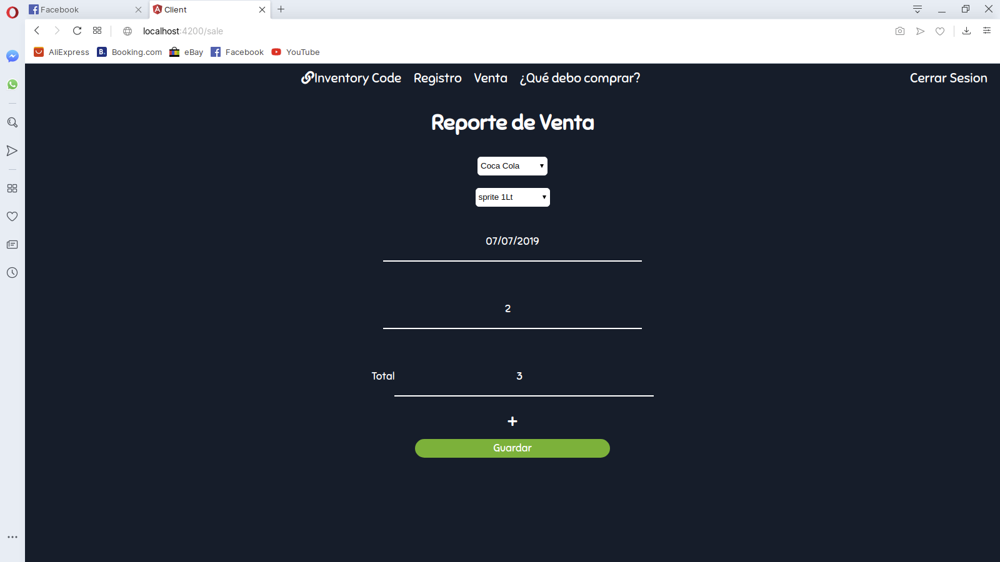 Facebook
Client
localhost:4200/sale
AliExpress
Booking.com
eBay
Facebook
YouTube
Inventory Code
Registro
Venta
¿Qué debo comprar?
Cerrar Sesion
Reporte de Venta
Coca Cola
sprite 1Lt
07/07/2019
2
Total 3
+
Guardar